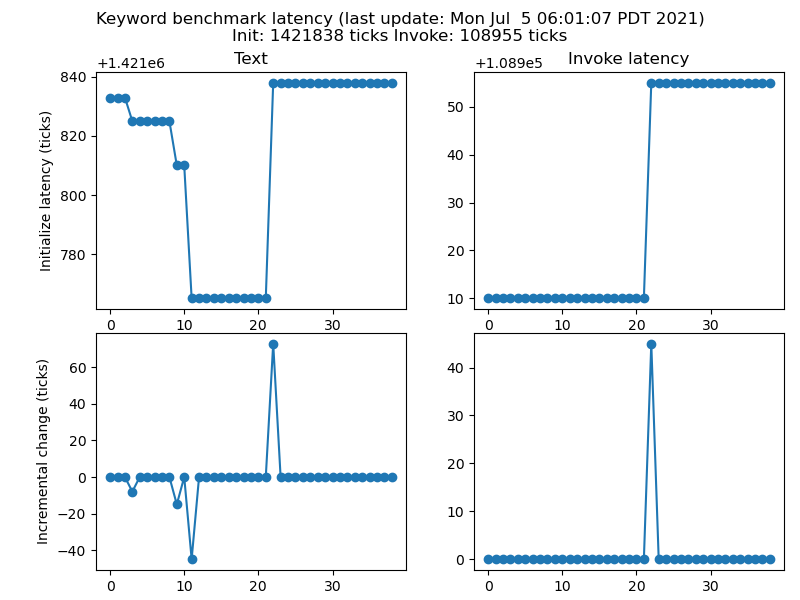 Keyword benchmark latency (last update: Mon Jul  5 06:01:07 PDT 2021)
Init: 1421838 ticks Invoke: 108955 ticks
Text
Invoke latency
+1.421e6
+1.089e5
840
820
800
780
Initialize latency (ticks)
0 10 20 30
50
40
30
20
10
0 10 20 30
60
40
20
0
−20
−40
Incremental change (ticks)
0 10 20 30
40
30
20
10
0
0 10 20 30